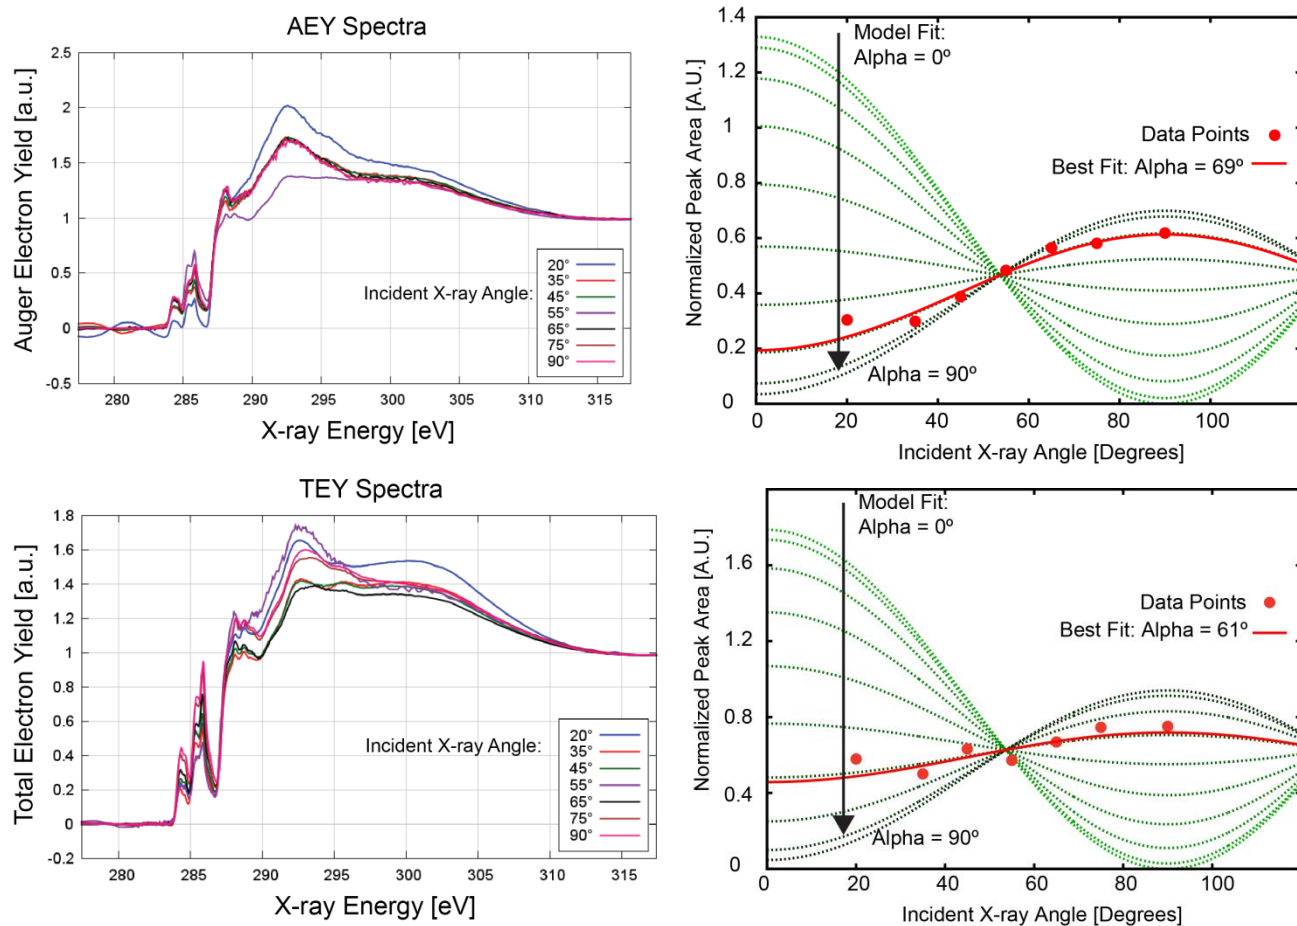 AEY Spectra
Auger Electron Yield [a.u.]
2.5
2
1.5
1
0.5
0
-0.5
Incident X-ray Angle:
20°
35°
45°
55°
65°
75°
90°
280 285 290 295 300 305 310 315
X-ray Energy [eV]
Normalized Peak Area [A.U.]
1.4
1.2
1
0.8
0.6
0.4
0.2
0
Model Fit:
Alpha = 0º
Data Points
Best Fit: Alpha = 69º
Alpha = 90º
0 20 40 60 80 100
Incident X-ray Angle [Degrees]
TEY Spectra
Total Electron Yield [a.u.]
1.8
1.6
1.4
1.2
1
0.8
0.6
0.4
0.2
0
-0.2
Incident X-ray Angle:
20°
35°
45°
55°
65°
75°
90°
280 285 290 295 300 305 310 315
X-ray Energy [eV]
Normalized Peak Area [A.U.]
1.6
1.2
0.8
0.4
0
Model Fit:
Alpha = 0º
Data Points
Best Fit: Alpha = 61º
Alpha = 90º
0 20 40 60 80 100
Incident X-ray Angle [Degrees]